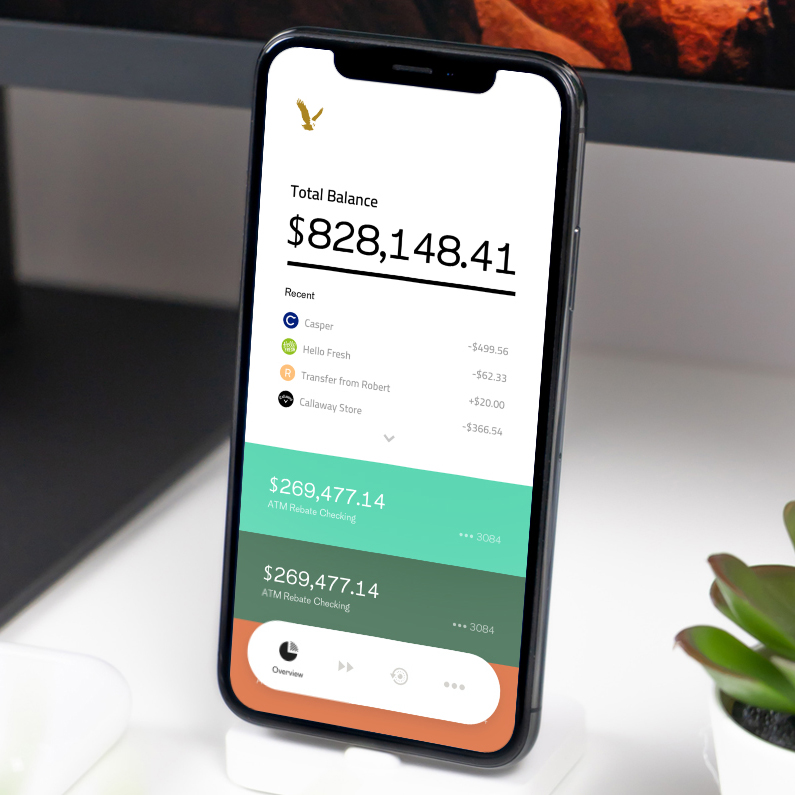 Total Balance
$828,148.41
Recent
Casper -$499.56
Hello Fresh -$62.33
R Transfer from Robert +$20.00
Callaway Store -$366.54
$269,477.14
ATM Rebate Checking
••• 3084
$269,477.14
ATM Rebate Checking
••• 3084
Overview